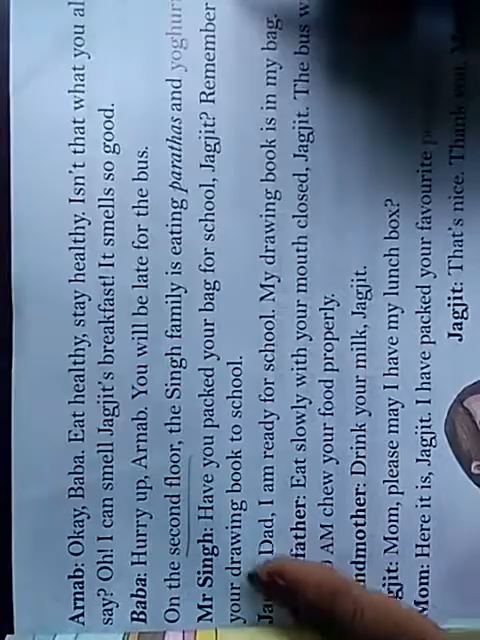 Arnab: Okay, Baba. Eat healthy, stay healthy. Isn't that what you al
say? Oh! I can smell Jagjit's breakfast! It smells so good.
Baba: Hurry up, Arnab. You will be late for the bus.
On the second floor, the Singh family is eating parathas and yoghur
Mr Singh: Have you packed your bag for school, Jagjit? Remember
your drawing book to school.
Ja Dad, I am ready for school. My drawing book is in my bag.
father: Eat slowly with your mouth closed, Jagjit. The bus w
AM chew your food properly.
ndmother: Drink your milk, Jagjit.
gjit: Mom, please may I have my lunch box?
Mom: Here it is, Jagjit. I have packed your favourite
Jagjit: That's nice. Thank you,